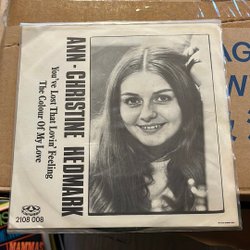 ANN-CHRISTINE HEDMARK
You've Lost That Lovin' Feeling
The Colour Of My Love
2108 008